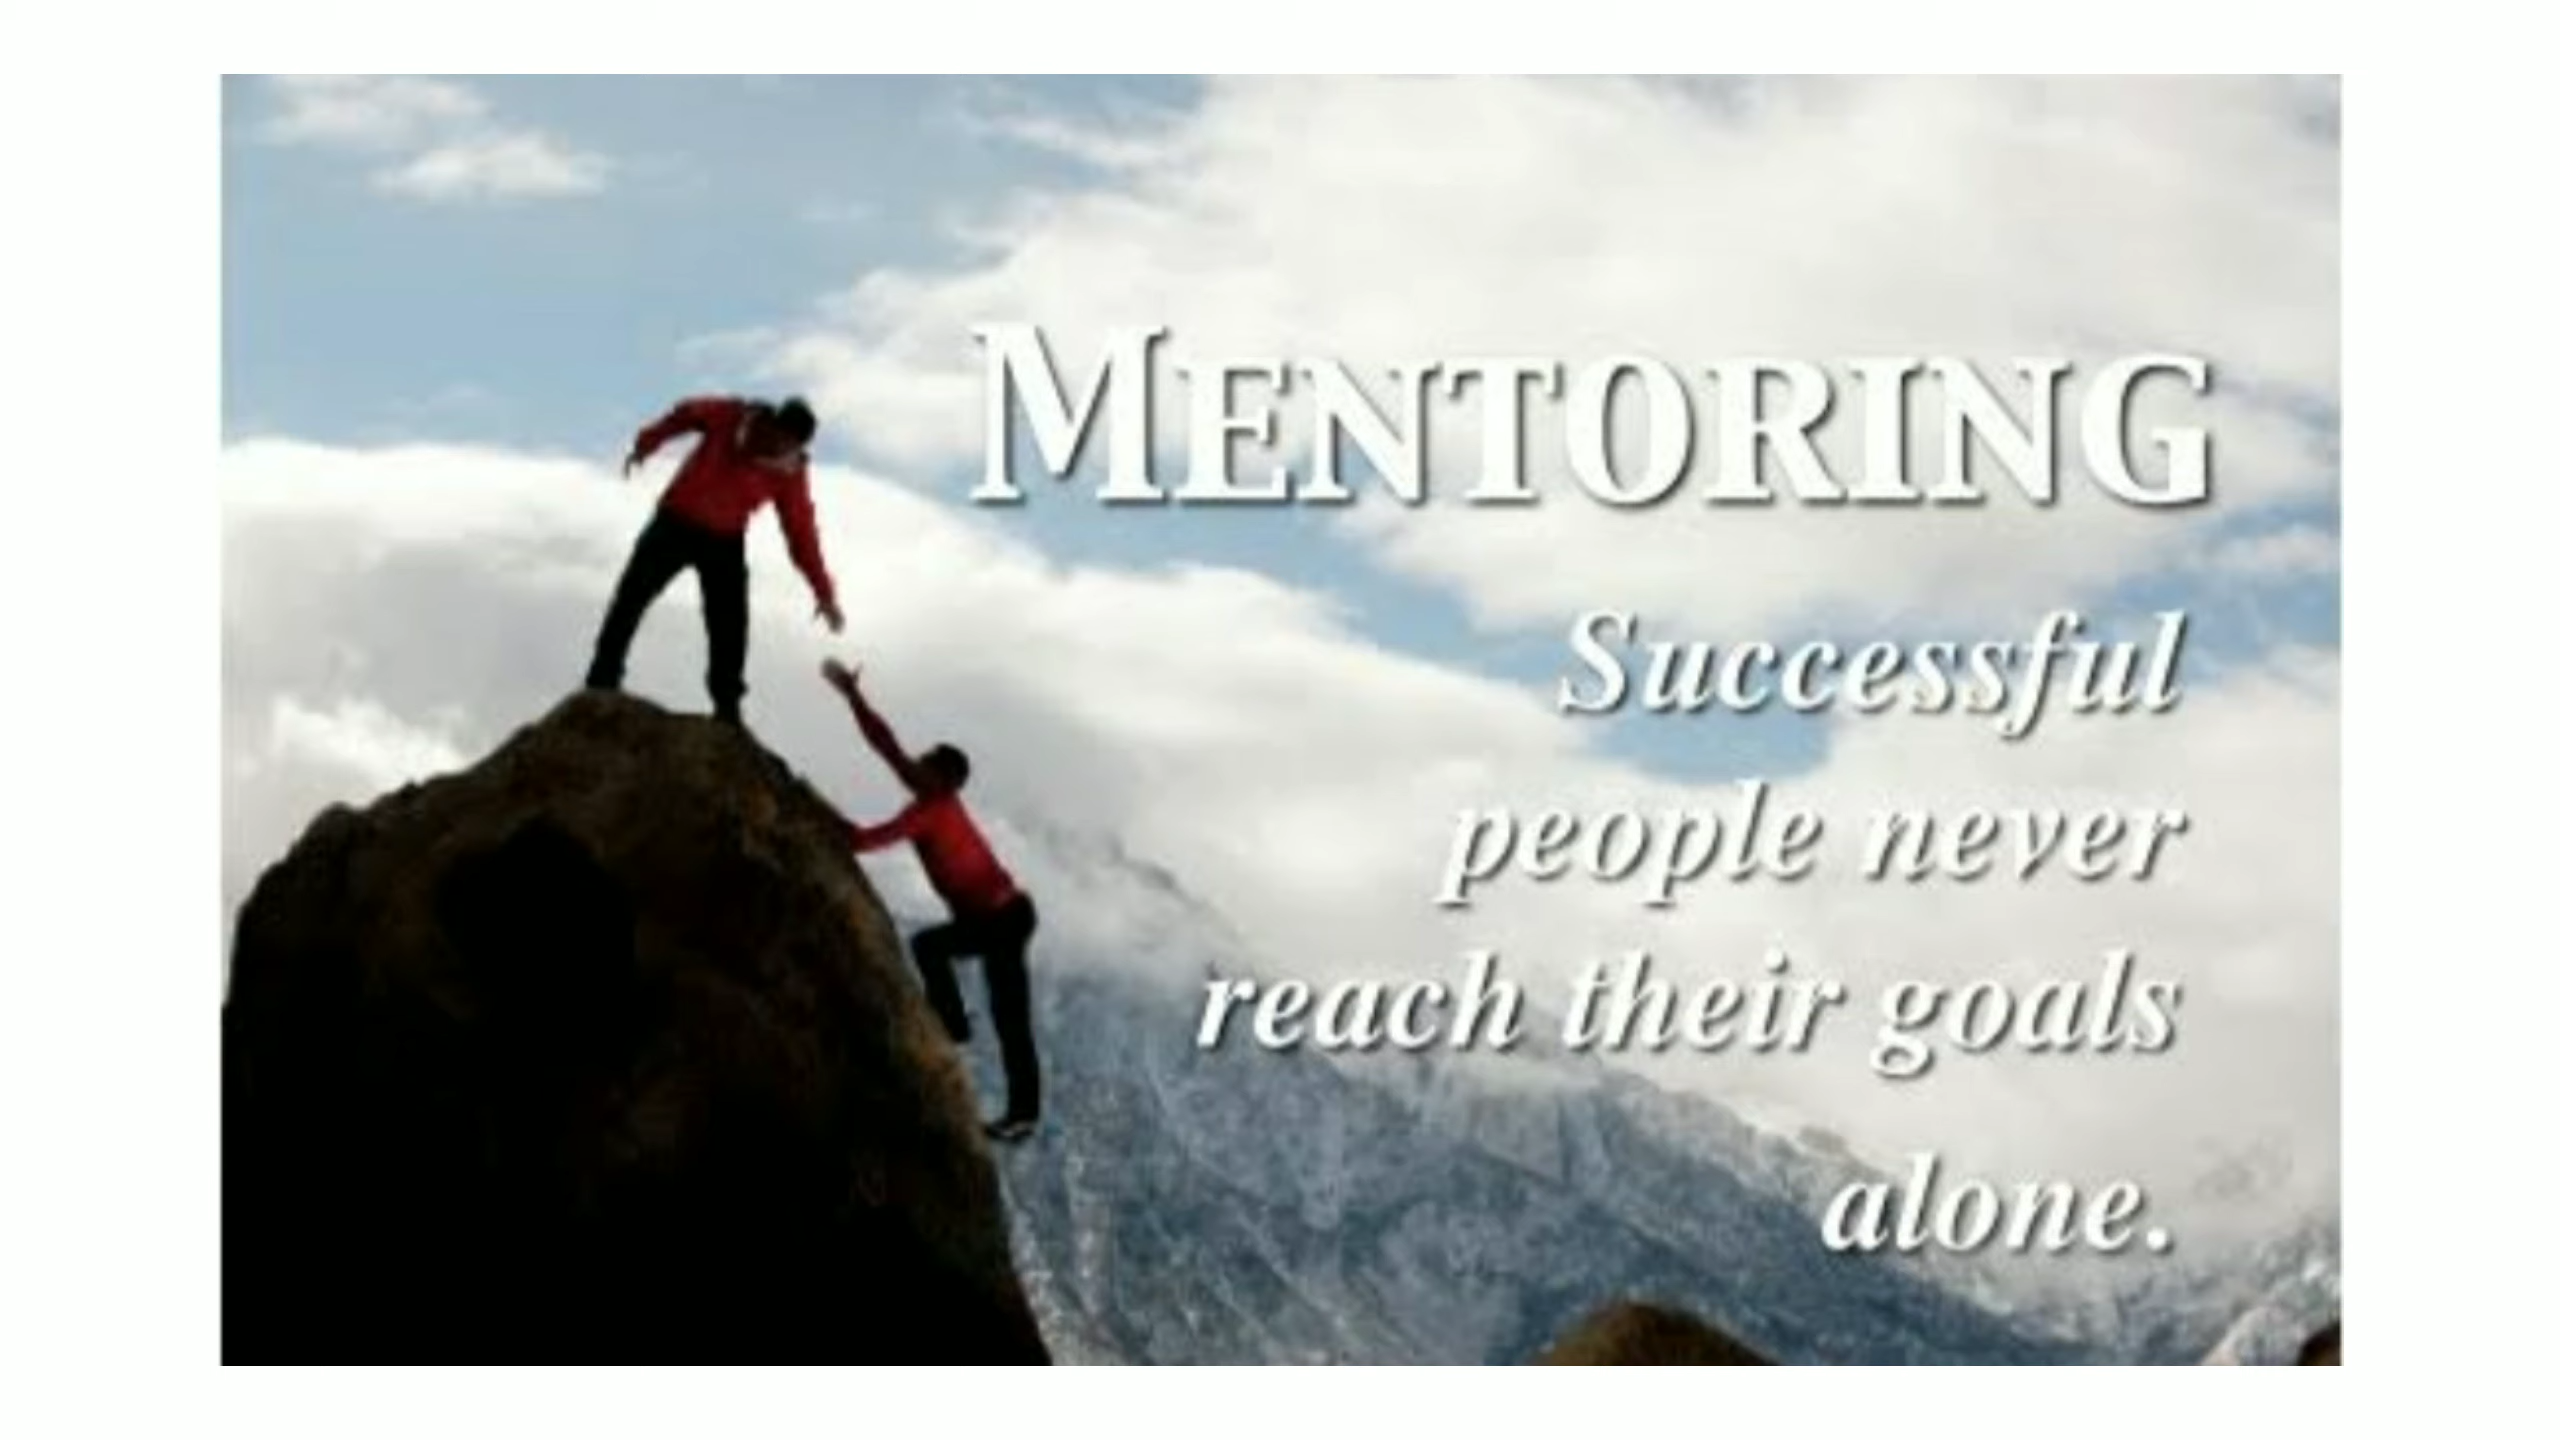 MENTORING
Successful
people never
reach their goals
alone.